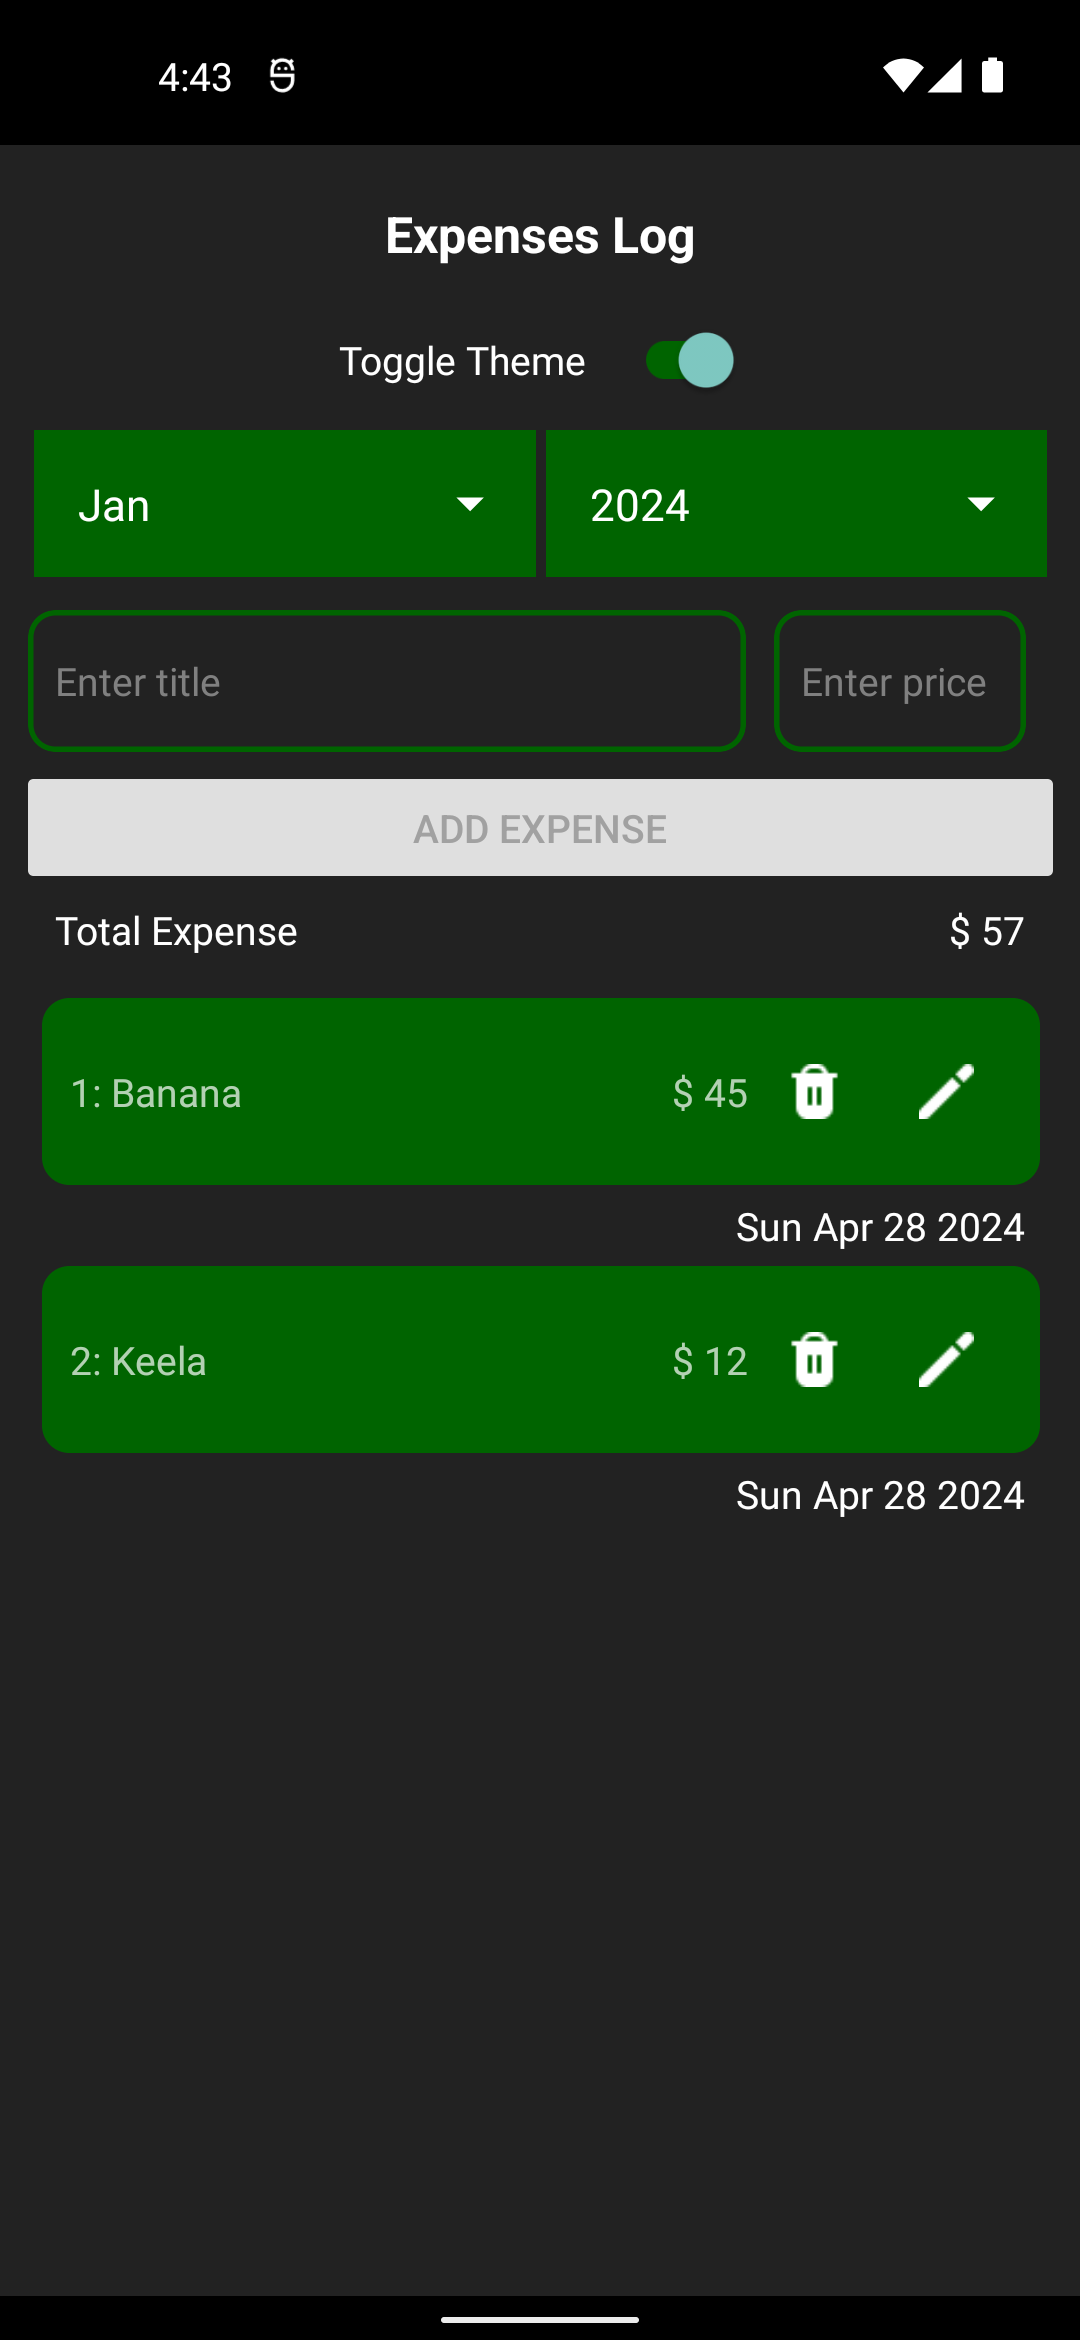 4:43
Expenses Log
Toggle Theme
Jan 2024
Enter title Enter price
ADD EXPENSE
Total Expense $ 57
1: Banana $ 45
Sun Apr 28 2024
2: Keela $ 12
Sun Apr 28 2024